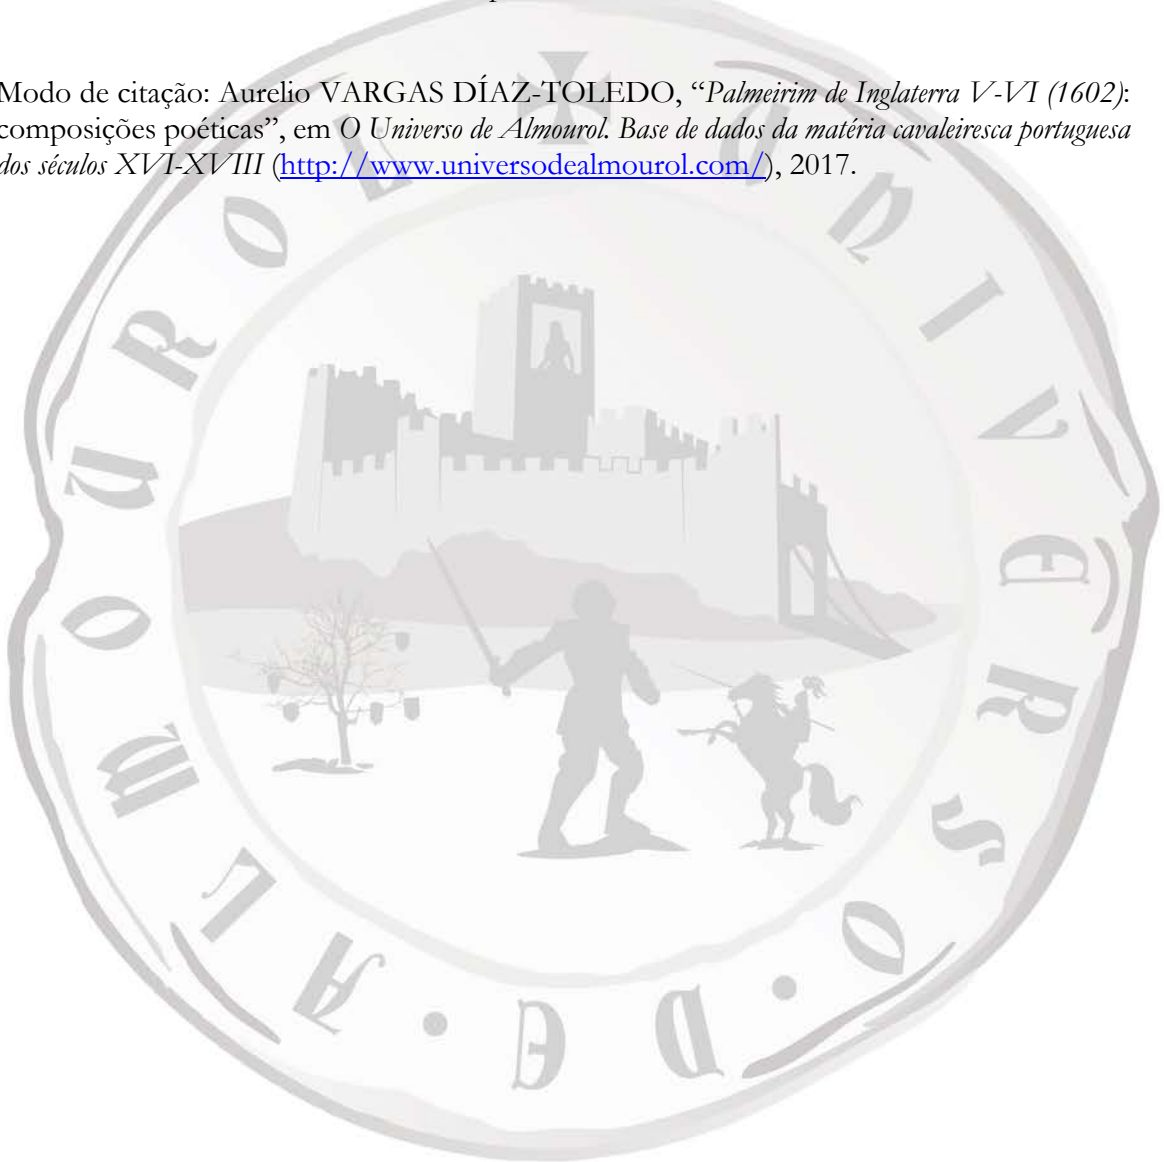 Modo de citação: Aurelio VARGAS DÍAZ-TOLEDO, “Palmeirim de Inglaterra V-VI (1602):
composições poéticas”, em O Universo de Almourol. Base de dados da matéria cavaleiresca portuguesa
dos séculos XVI-XVIII (http://www.universodealmourol.com/), 2017.
UNIVERSO · DE · ALMOUROL